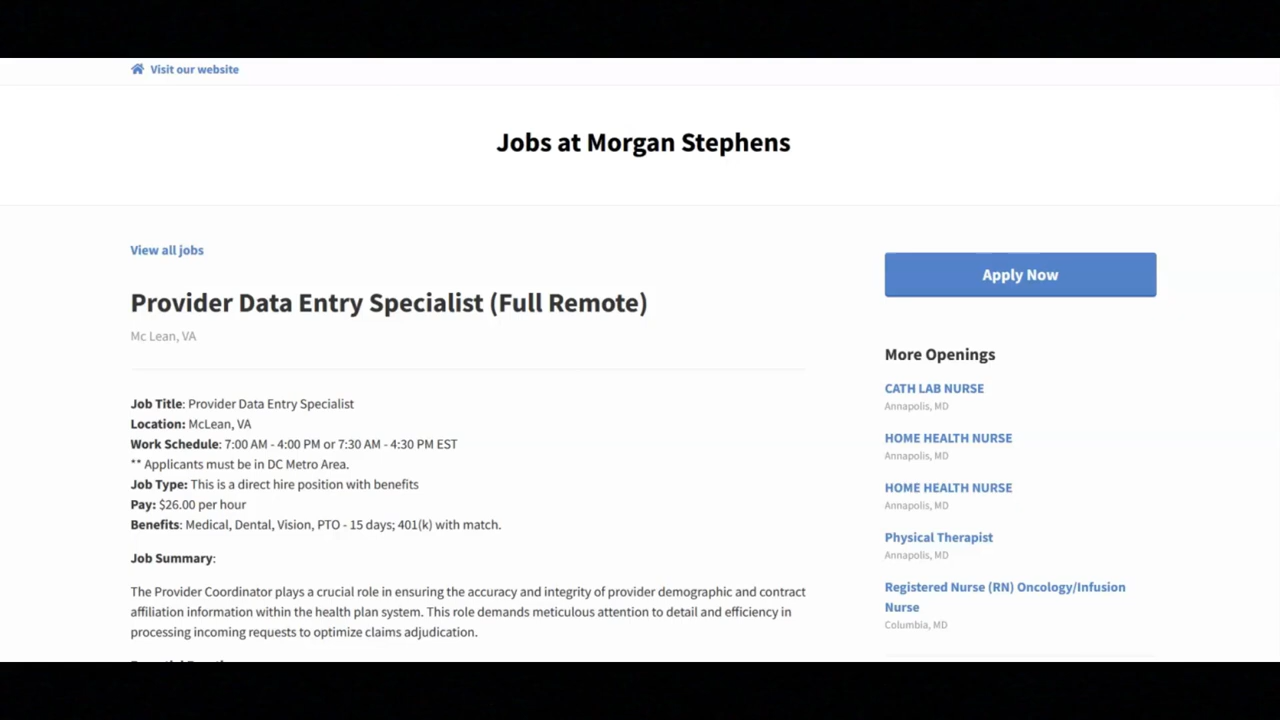 Visit our website
Jobs at Morgan Stephens
View all jobs
Provider Data Entry Specialist (Full Remote)
Mc Lean, VA
Job Title: Provider Data Entry Specialist
Location: McLean, VA
Work Schedule: 7:00 AM - 4:00 PM or 7:30 AM - 4:30 PM EST
** Applicants must be in DC Metro Area.
Job Type: This is a direct hire position with benefits
Pay: $26.00 per hour
Benefits: Medical, Dental, Vision, PTO - 15 days; 401(k) with match.
Job Summary:
The Provider Coordinator plays a crucial role in ensuring the accuracy and integrity of provider demographic and contract
affiliation information within the health plan system. This role demands meticulous attention to detail and efficiency in
processing incoming requests to optimize claims adjudication.
Apply Now
More Openings
CATH LAB NURSE
Annapolis, MD
HOME HEALTH NURSE
Annapolis, MD
HOME HEALTH NURSE
Annapolis, MD
Physical Therapist
Annapolis, MD
Registered Nurse (RN) Oncology/Infusion
Nurse
Columbia, MD